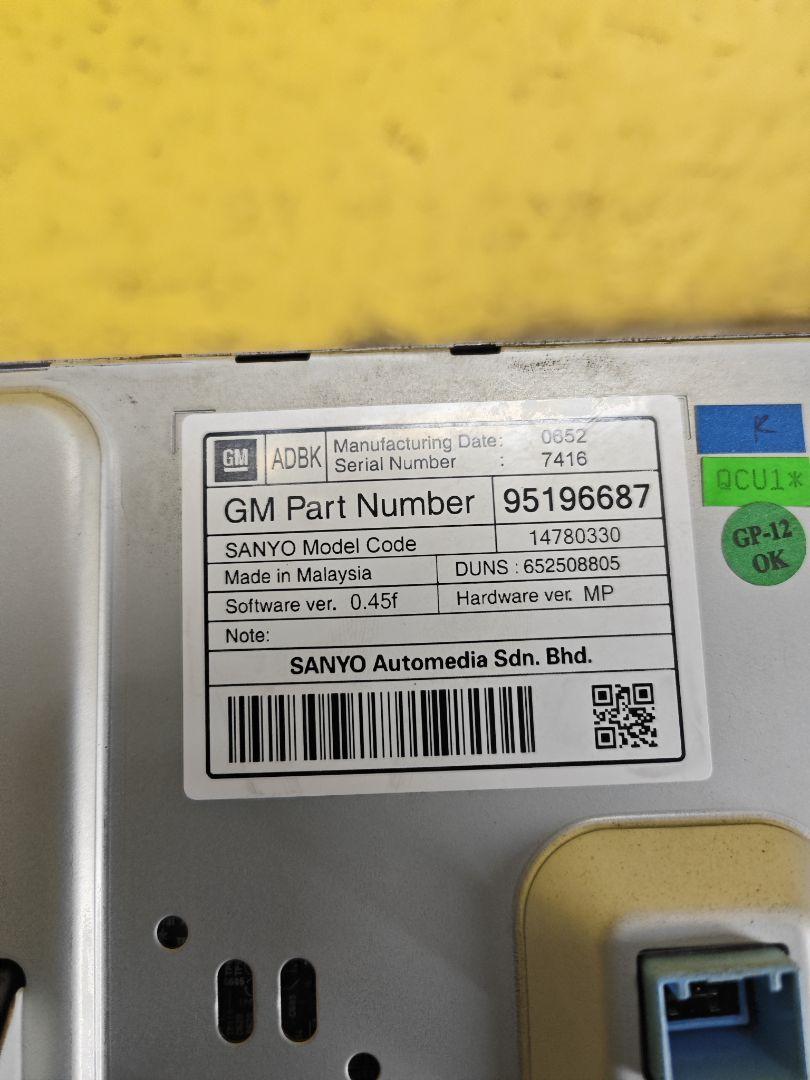 GM ADBK Manufacturing Date: 0652
Serial Number : 7416
GM Part Number 95196687
SANYO Model Code 14780330
Made in Malaysia DUNS : 652508805
Software ver. 0.45f Hardware ver. MP
Note:
SANYO Automedia Sdn. Bhd.
R
QCU1*
GP-12
OK